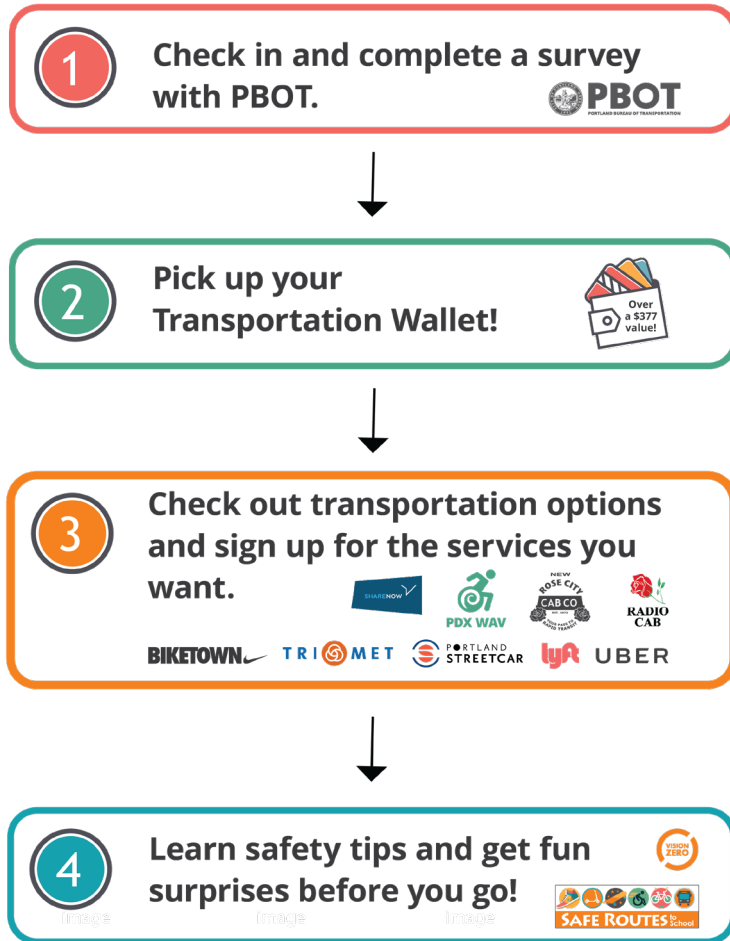 1
Check in and complete a survey
with PBOT.
PBOT
PORTLAND BUREAU OF TRANSPORTATION
2
Pick up your
Transportation Wallet!
Over
a $377
value!
3
Check out transportation options
and sign up for the services you
want.
SHARENOW
PDX WAV
NEW
ROSE CITY
CAB CO
RADIO
CAB
BIKETOWN
TRIMET
PORTLAND
STREETCAR
lyft
UBER
4
Learn safety tips and get fun
surprises before you go!
VISION
ZERO
SAFE ROUTES to School
Image Image Image